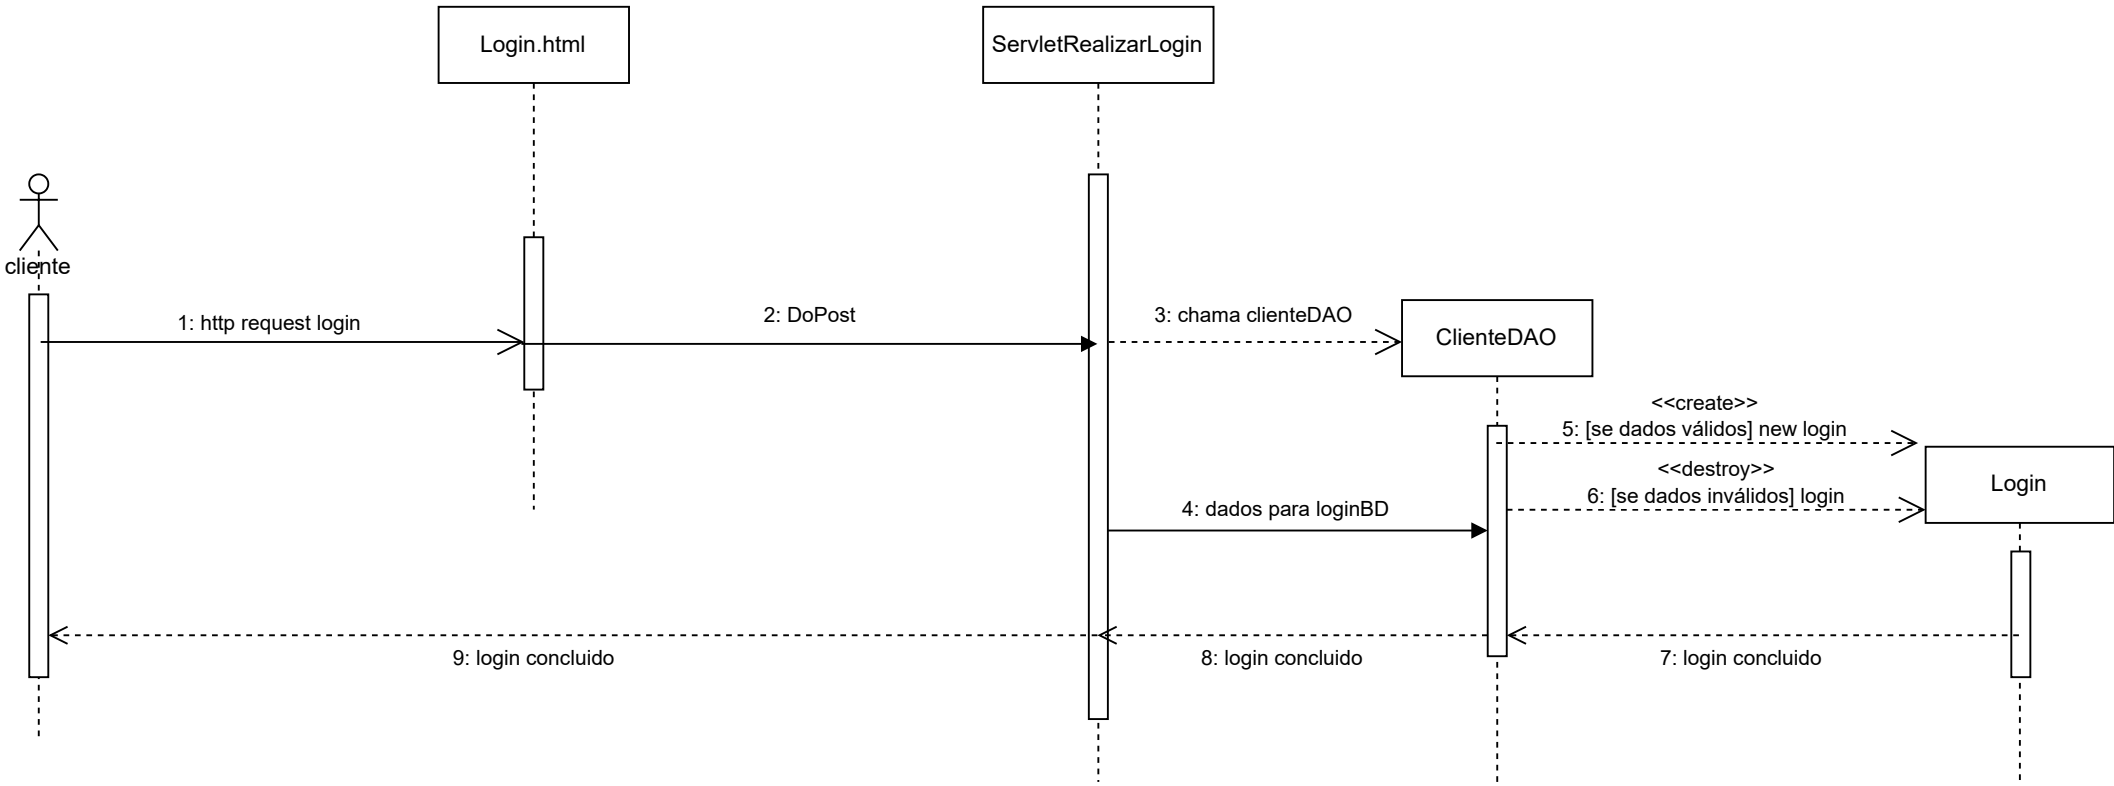 Login.html
ServletRealizarLogin
cliente
1: http request login
2: DoPost
3: chama clienteDAO
ClienteDAO
<<create>>
5: [se dados válidos] new login
<<destroy>>
6: [se dados inválidos] login
Login
4: dados para loginBD
9: login concluido
8: login concluido
7: login concluido